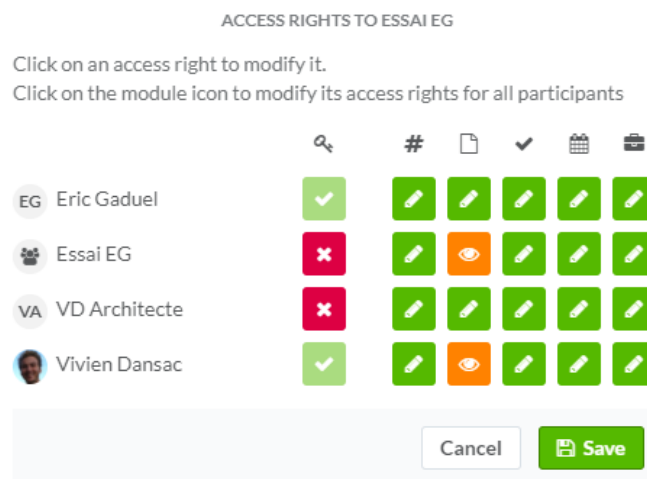 ACCESS RIGHTS TO ESSAI EG
Click on an access right to modify it.
Click on the module icon to modify its access rights for all participants
#
EG Eric Gaduel
Essai EG
VA VD Architecte
Vivien Dansac
Cancel Save